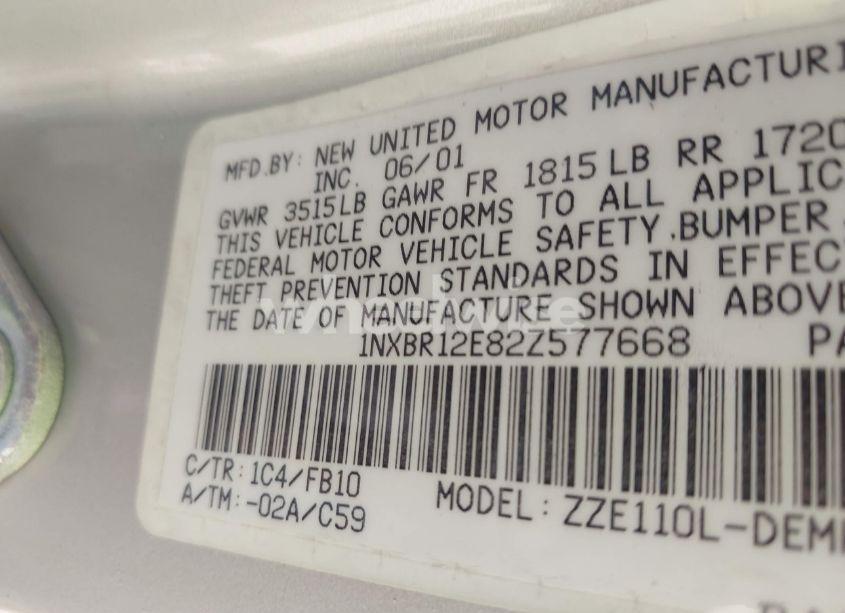 MFD.BY: NEW UNITED MOTOR MANUFACTURI
INC. 06/01
GVWR 3515LB GAWR FR 1815LB RR 1720
THIS VEHICLE CONFORMS TO ALL APPLIC
FEDERAL MOTOR VEHICLE SAFETY.BUMPER
THEFT PREVENTION STANDARDS IN EFFEC
THE DATE OF MANUFACTURE SHOWN ABOVE
1NXBR12E82Z577668 PA
C/TR: 1C4/FB10
A/TM:-02A/C59
MODEL: ZZE110L-DEM